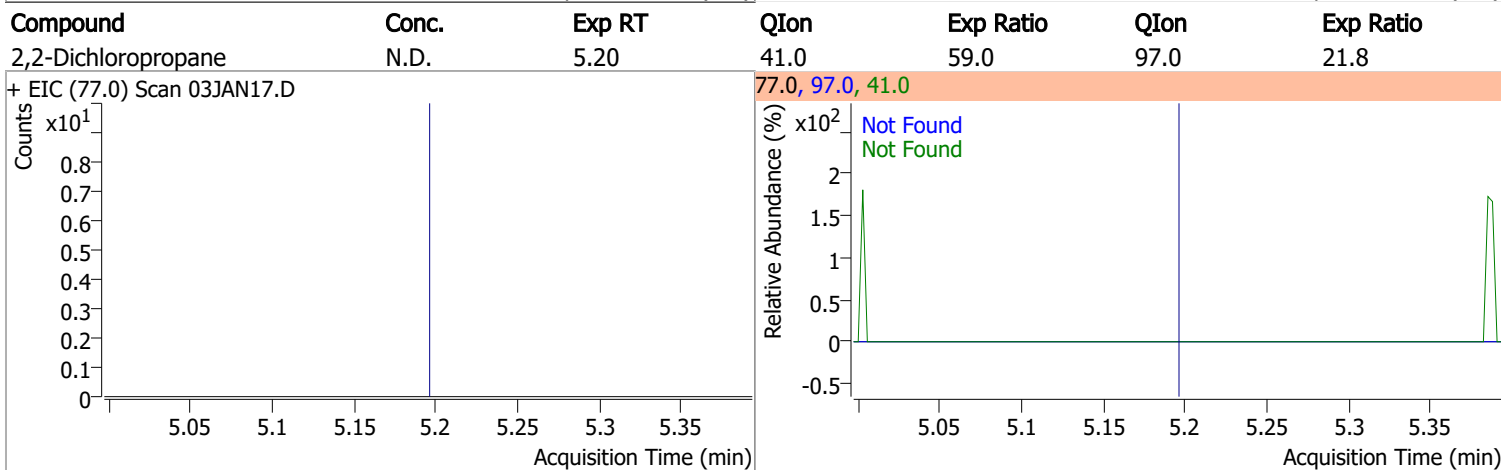 Compound Conc. Exp RT QIon Exp Ratio QIon Exp Ratio
2,2-Dichloropropane N.D. 5.20 41.0 59.0 97.0 21.8
+ EIC (77.0) Scan 03JAN17.D
Counts
x10¹
0.8
0.7
0.6
0.5
0.4
0.3
0.2
0.1
0
5.05 5.1 5.15 5.2 5.25 5.3 5.35
Acquisition Time (min)
77.0, 97.0, 41.0
Relative Abundance (%)
x10²
Not Found
Not Found
2
1.5
1
0.5
0
-0.5
5.05 5.1 5.15 5.2 5.25 5.3 5.35
Acquisition Time (min)